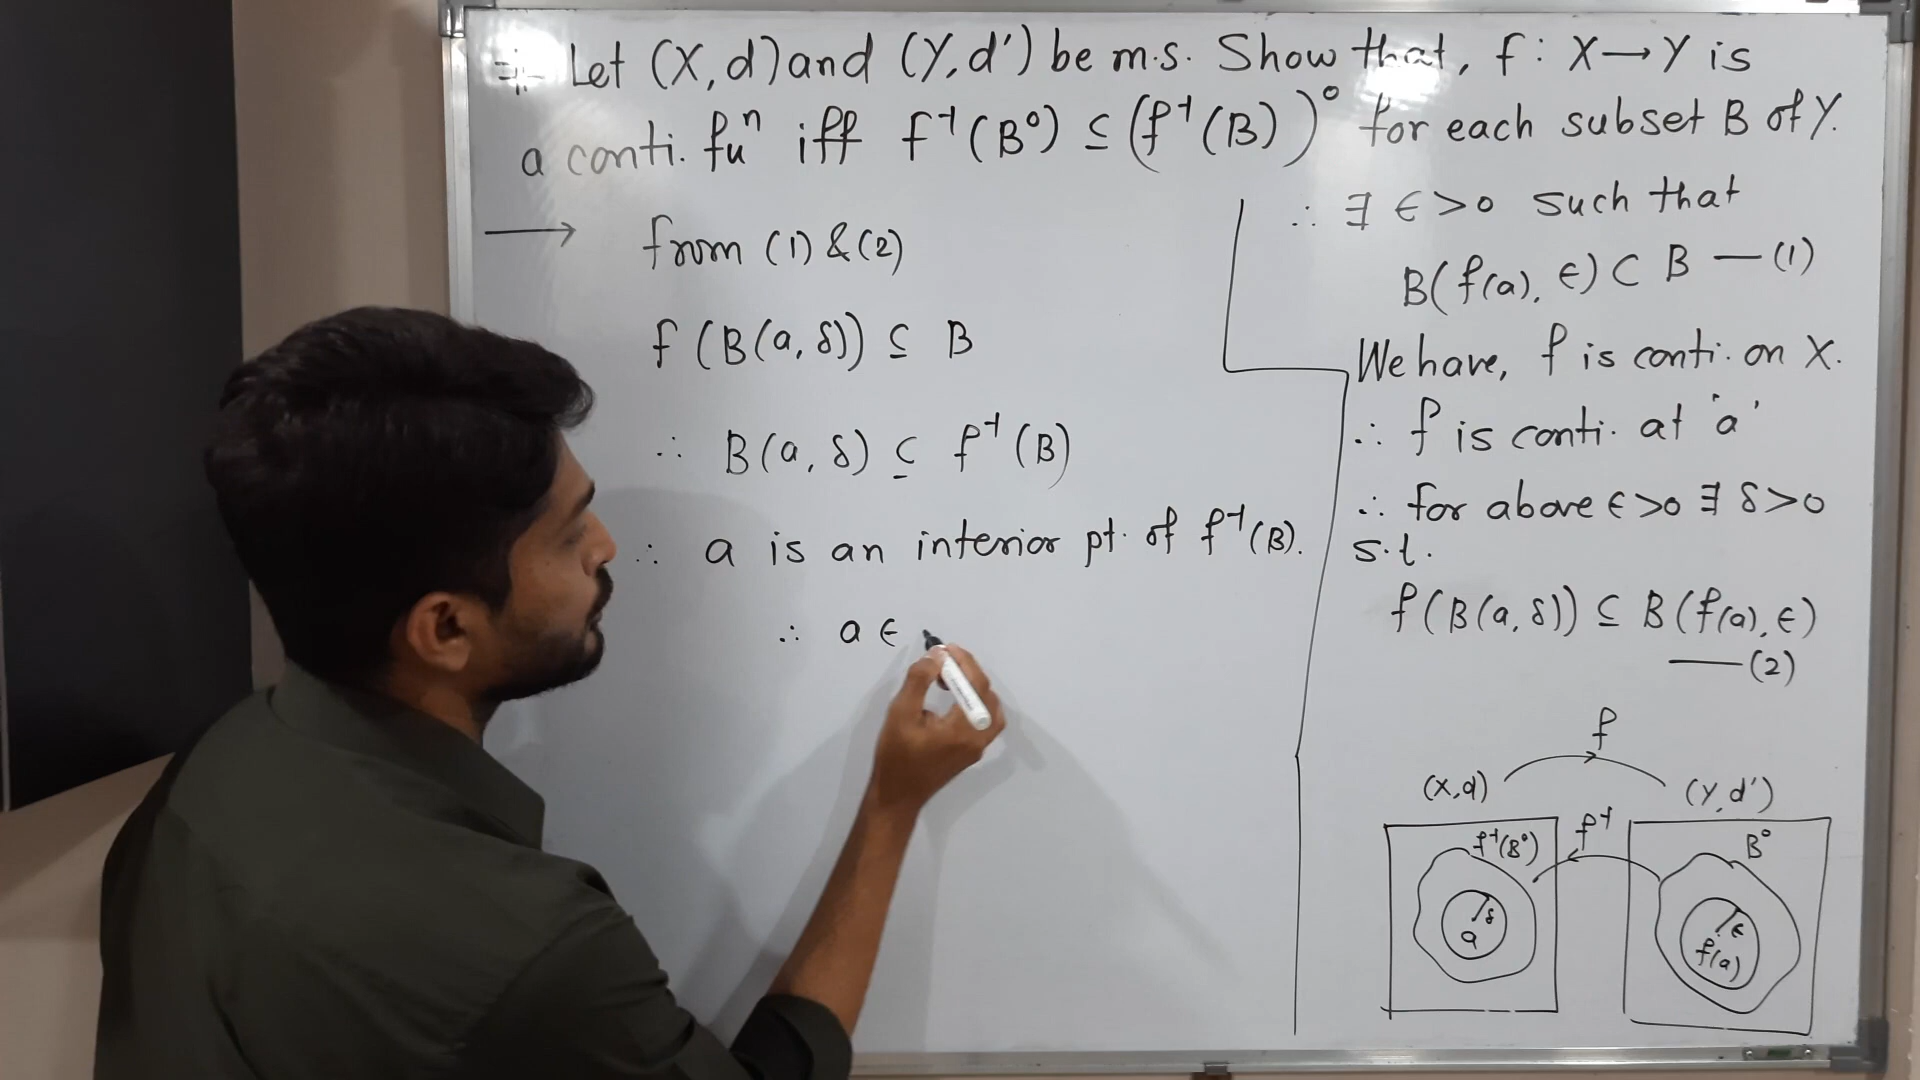 Let (X,d) and (Y,d') be m.s. Show that, f : X→Y is
a conti. fuⁿ iff f⁻¹(B°) ⊆ (f⁻¹(B))° for each subset B of Y.
→ from (1) & (2)
f (B(a,δ)) ⊆ B
∴ B(a,δ) ⊆ f⁻¹(B)
∴ a is an interior pt. of f⁻¹(B).
∴ a ∈
∴ ∃ ϵ>0 such that
B(f(a), ϵ) ⊂ B —(1)
We have, f is conti. on X.
∴ f is conti. at 'a'
∴ for above ϵ>0 ∃ δ>0
s.t.
f(B(a,δ)) ⊆ B(f(a),ϵ)
—(2)
f
(X,d) (Y,d')
f⁻¹(B°) f⁻¹ B°
δ ϵ
a f(a)